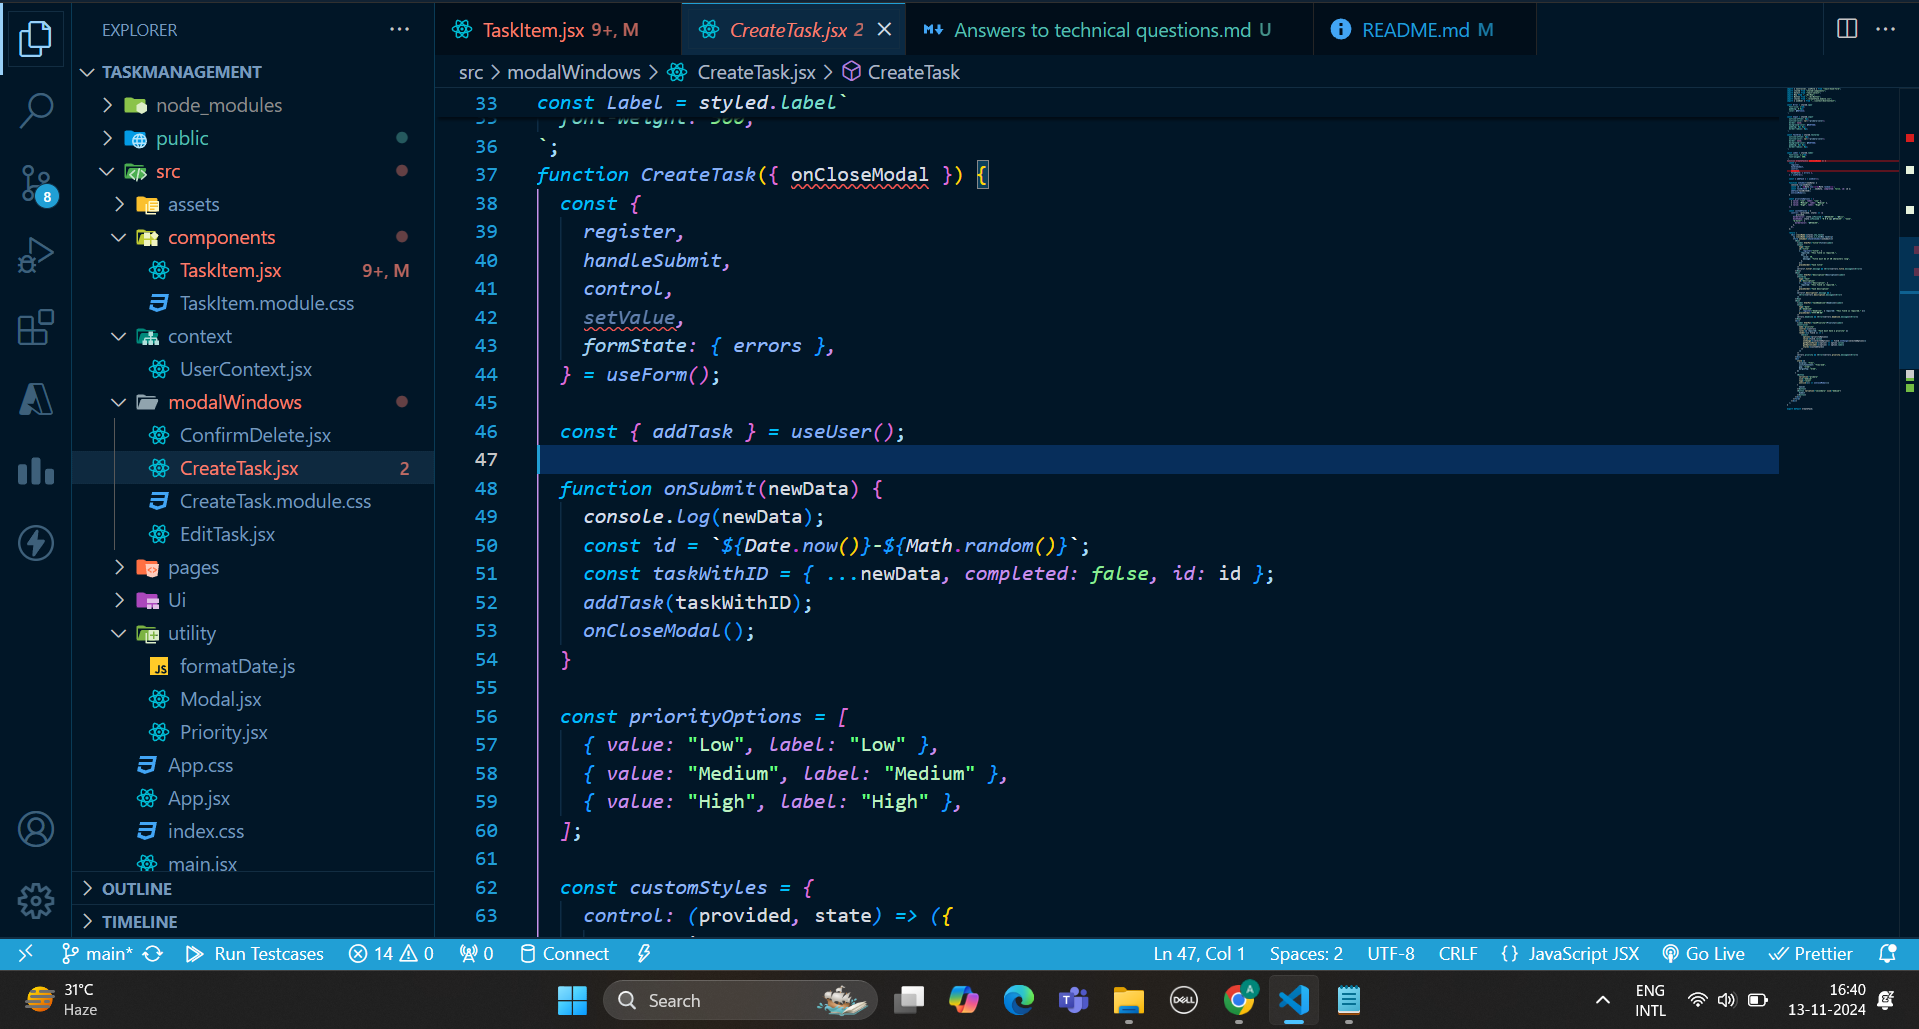 EXPLORER
TASKMANAGEMENT
node_modules
public
src
assets
components
TaskItem.jsx 9+, M
TaskItem.module.css
context
UserContext.jsx
modalWindows
ConfirmDelete.jsx
CreateTask.jsx 2
CreateTask.module.css
EditTask.jsx
pages
Ui
utility
formatDate.js
Modal.jsx
Priority.jsx
App.css
App.jsx
index.css
main.jsx
OUTLINE
TIMELINE
8
TaskItem.jsx 9+, M
CreateTask.jsx 2
Answers to technical questions.md U
README.md M
src > modalWindows > CreateTask.jsx > CreateTask
33 const Label = styled.label`
35 font-weight: 500;
36 `;
37 function CreateTask({ onCloseModal }) {
38 const {
39 register,
40 handleSubmit,
41 control,
42 setValue,
43 formState: { errors },
44 } = useForm();
45
46 const { addTask } = useUser();
47
48 function onSubmit(newData) {
49 console.log(newData);
50 const id = `${Date.now()}-${Math.random()}`;
51 const taskWithID = { ...newData, completed: false, id: id };
52 addTask(taskWithID);
53 onCloseModal();
54 }
55
56 const priorityOptions = [
57 { value: "Low", label: "Low" },
58 { value: "Medium", label: "Medium" },
59 { value: "High", label: "High" },
60 ];
61
62 const customStyles = {
63 control: (provided, state) => ({
main* Run Testcases 14 0 0 Connect Ln 47, Col 1 Spaces: 2 UTF-8 CRLF {} JavaScript JSX Go Live Prettier
31°C
Haze
Search
DELL
A
ENG
INTL
16:40
13-11-2024